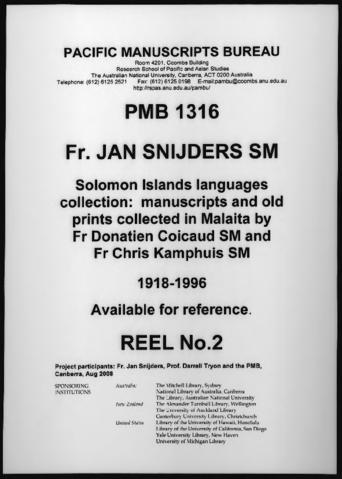 PACIFIC MANUSCRIPTS BUREAU
Room 4201, Coombs Building
Research School of Pacific and Asian Studies
The Australian National University, Canberra, ACT 0200 Australia
Telephone: (612) 6125 2521 Fax: (612) 6125 0198 E-mail:pambu@coombs.anu.edu.au
http://rspas.anu.edu.au/pambu/
PMB 1316
Fr. JAN SNIJDERS SM
Solomon Islands languages
collection: manuscripts and old
prints collected in Malaita by
Fr Donatien Coicaud SM and
Fr Chris Kamphuis SM
1918-1996
Available for reference.
REEL No.2
Project participants: Fr. Jan Snijders, Prof. Darrell Tryon and the PMB,
Canberra, Aug 2008
SPONSORING INSTITUTIONS
Australia: The Mitchell Library, Sydney
National Library of Australia, Canberra
The Library, Australian National University
New Zealand The Alexander Turnbull Library, Wellington
The University of Auckland Library
Canterbury University Library, Christchurch
United States Library of the University of Hawaii, Honolulu
Library of the University of California, San Diego
Yale University Library, New Haven
University of Michigan Library